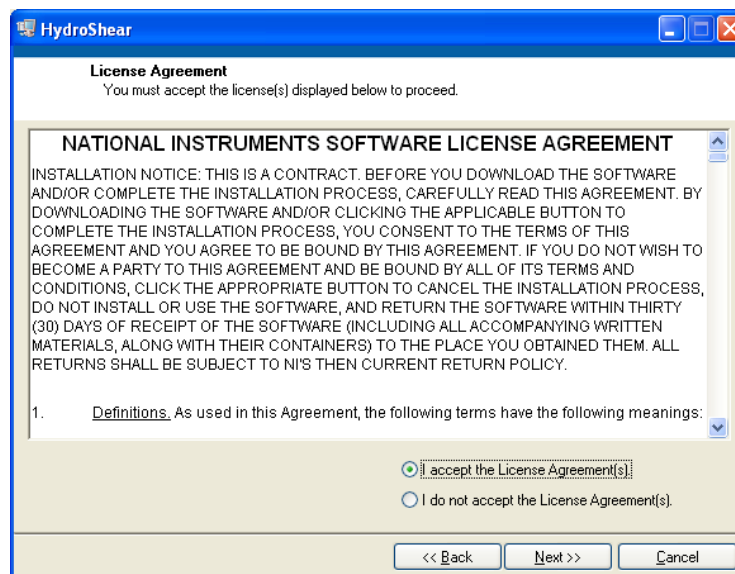 HydroShear
License Agreement
You must accept the license(s) displayed below to proceed.
NATIONAL INSTRUMENTS SOFTWARE LICENSE AGREEMENT
INSTALLATION NOTICE: THIS IS A CONTRACT. BEFORE YOU DOWNLOAD THE SOFTWARE
AND/OR COMPLETE THE INSTALLATION PROCESS, CAREFULLY READ THIS AGREEMENT. BY
DOWNLOADING THE SOFTWARE AND/OR CLICKING THE APPLICABLE BUTTON TO
COMPLETE THE INSTALLATION PROCESS, YOU CONSENT TO THE TERMS OF THIS
AGREEMENT AND YOU AGREE TO BE BOUND BY THIS AGREEMENT. IF YOU DO NOT WISH TO
BECOME A PARTY TO THIS AGREEMENT AND BE BOUND BY ALL OF ITS TERMS AND
CONDITIONS, CLICK THE APPROPRIATE BUTTON TO CANCEL THE INSTALLATION PROCESS,
DO NOT INSTALL OR USE THE SOFTWARE, AND RETURN THE SOFTWARE WITHIN THIRTY
(30) DAYS OF RECEIPT OF THE SOFTWARE (INCLUDING ALL ACCOMPANYING WRITTEN
MATERIALS, ALONG WITH THEIR CONTAINERS) TO THE PLACE YOU OBTAINED THEM. ALL
RETURNS SHALL BE SUBJECT TO NI'S THEN CURRENT RETURN POLICY.
1. Definitions. As used in this Agreement, the following terms have the following meanings:
I accept the License Agreement(s).
I do not accept the License Agreement(s).
<< Back Next >> Cancel